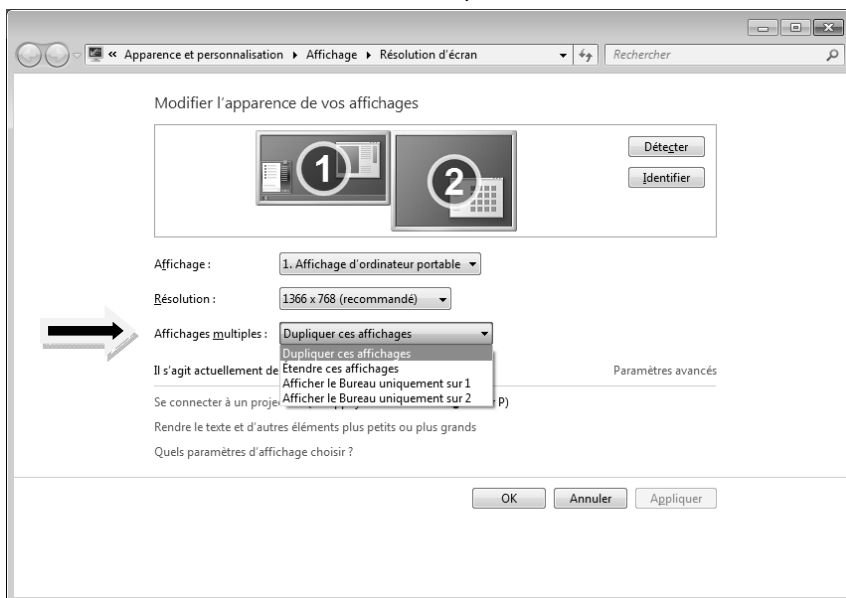 « Apparence et personnalisation ▸ Affichage ▸ Résolution d'écran
Rechercher
Modifier l'apparence de vos affichages
1
2
Détecter
Identifier
Affichage :
1. Affichage d'ordinateur portable
Résolution :
1366 x 768 (recommandé)
Affichages multiples :
Dupliquer ces affichages
Dupliquer ces affichages
Étendre ces affichages
Afficher le Bureau uniquement sur 1
Afficher le Bureau uniquement sur 2
Il s'agit actuellement de
Paramètres avancés
Se connecter à un P)
Rendre le texte et d'autres éléments plus petits ou plus grands
Quels paramètres d'affichage choisir ?
OK
Annuler
Appliquer